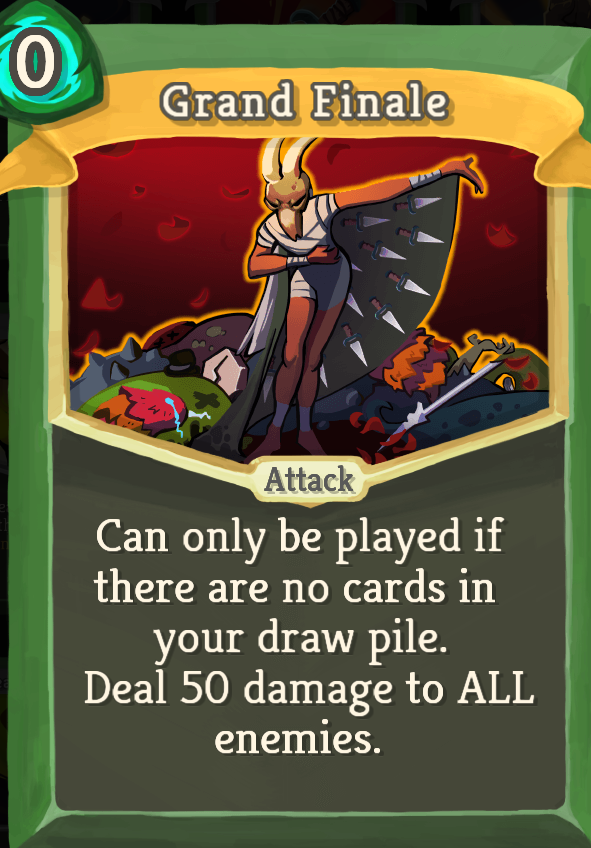 0
Grand Finale
Attack
Can only be played if
there are no cards in
your draw pile.
Deal 50 damage to ALL
enemies.